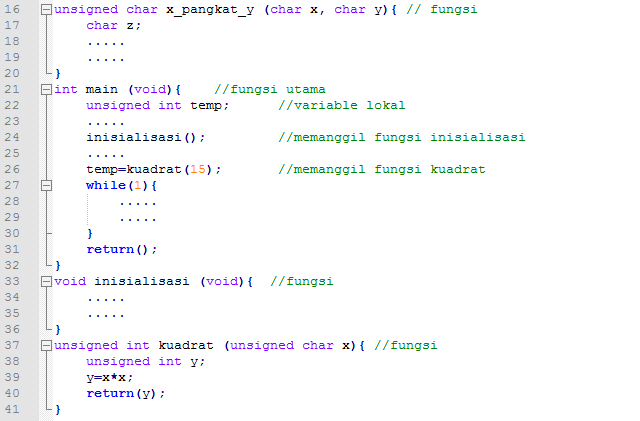 16 unsigned char x_pangkat_y (char x, char y){ // fungsi
17 char z;
18 .....
19 .....
20 }
21 int main (void){ //fungsi utama
22 unsigned int temp; //variable lokal
23 .....
24 inisialisasi(); //memanggil fungsi inisialisasi
25 .....
26 temp=kuadrat(15); //memanggil fungsi kuadrat
27 while(1){
28 .....
29 .....
30 }
31 return();
32 }
33 void inisialisasi (void){ //fungsi
34 .....
35 .....
36 }
37 unsigned int kuadrat (unsigned char x){ //fungsi
38 unsigned int y;
39 y=x*x;
40 return(y);
41 }